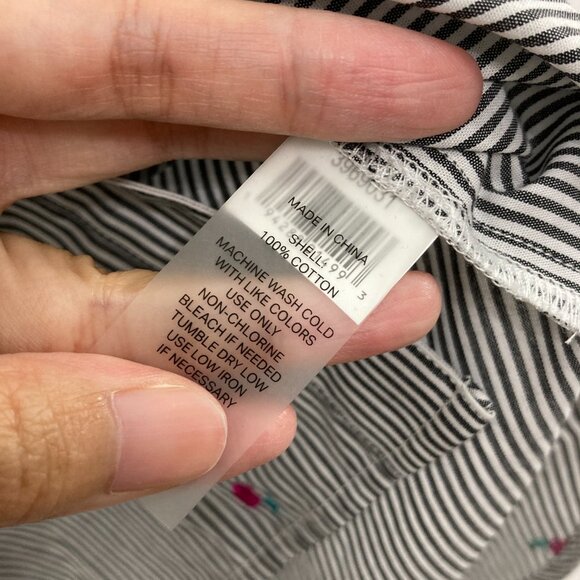 3969031
MADE IN CHINA
SHELL
100% COTTON
MACHINE WASH COLD
WITH LIKE COLORS
USE ONLY
NON-CHLORINE
BLEACH IF NEEDED
TUMBLE DRY LOW
USE LOW IRON
IF NECESSARY